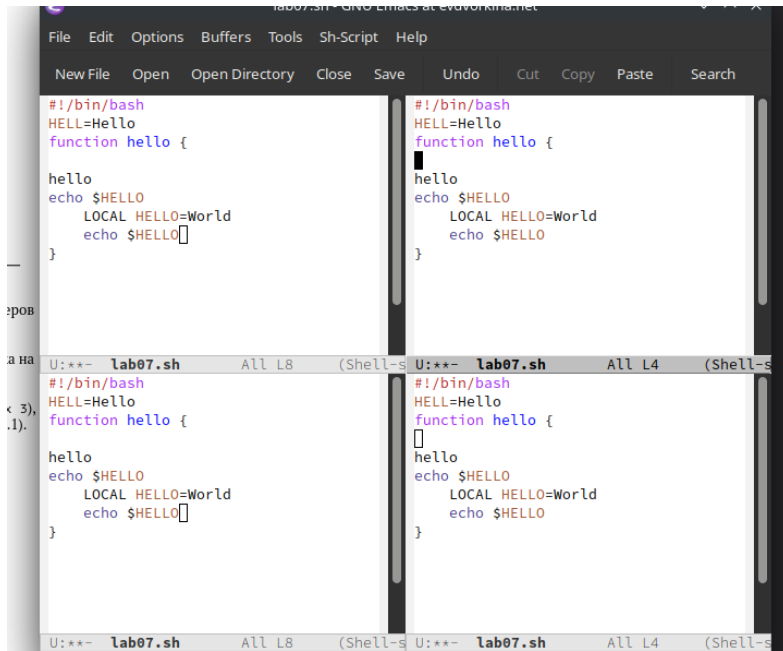 lab07.sh - GNU Emacs at evdvorkina.net
File Edit Options Buffers Tools Sh-Script Help
New File Open Open Directory Close Save Undo Cut Copy Paste Search
#!/bin/bash
HELL=Hello
function hello {
hello
echo $HELLO
LOCAL HELLO=World
echo $HELLO
}
U:**- lab07.sh All L8 (Shell-s
#!/bin/bash
HELL=Hello
function hello {
hello
echo $HELLO
LOCAL HELLO=World
echo $HELLO
}
U:**- lab07.sh All L4 (Shell-s
#!/bin/bash
HELL=Hello
function hello {
hello
echo $HELLO
LOCAL HELLO=World
echo $HELLO
}
U:**- lab07.sh All L8 (Shell-s
#!/bin/bash
HELL=Hello
function hello {
hello
echo $HELLO
LOCAL HELLO=World
echo $HELLO
}
U:**- lab07.sh All L4 (Shell-s
еров
ка на
x 3),
.1).